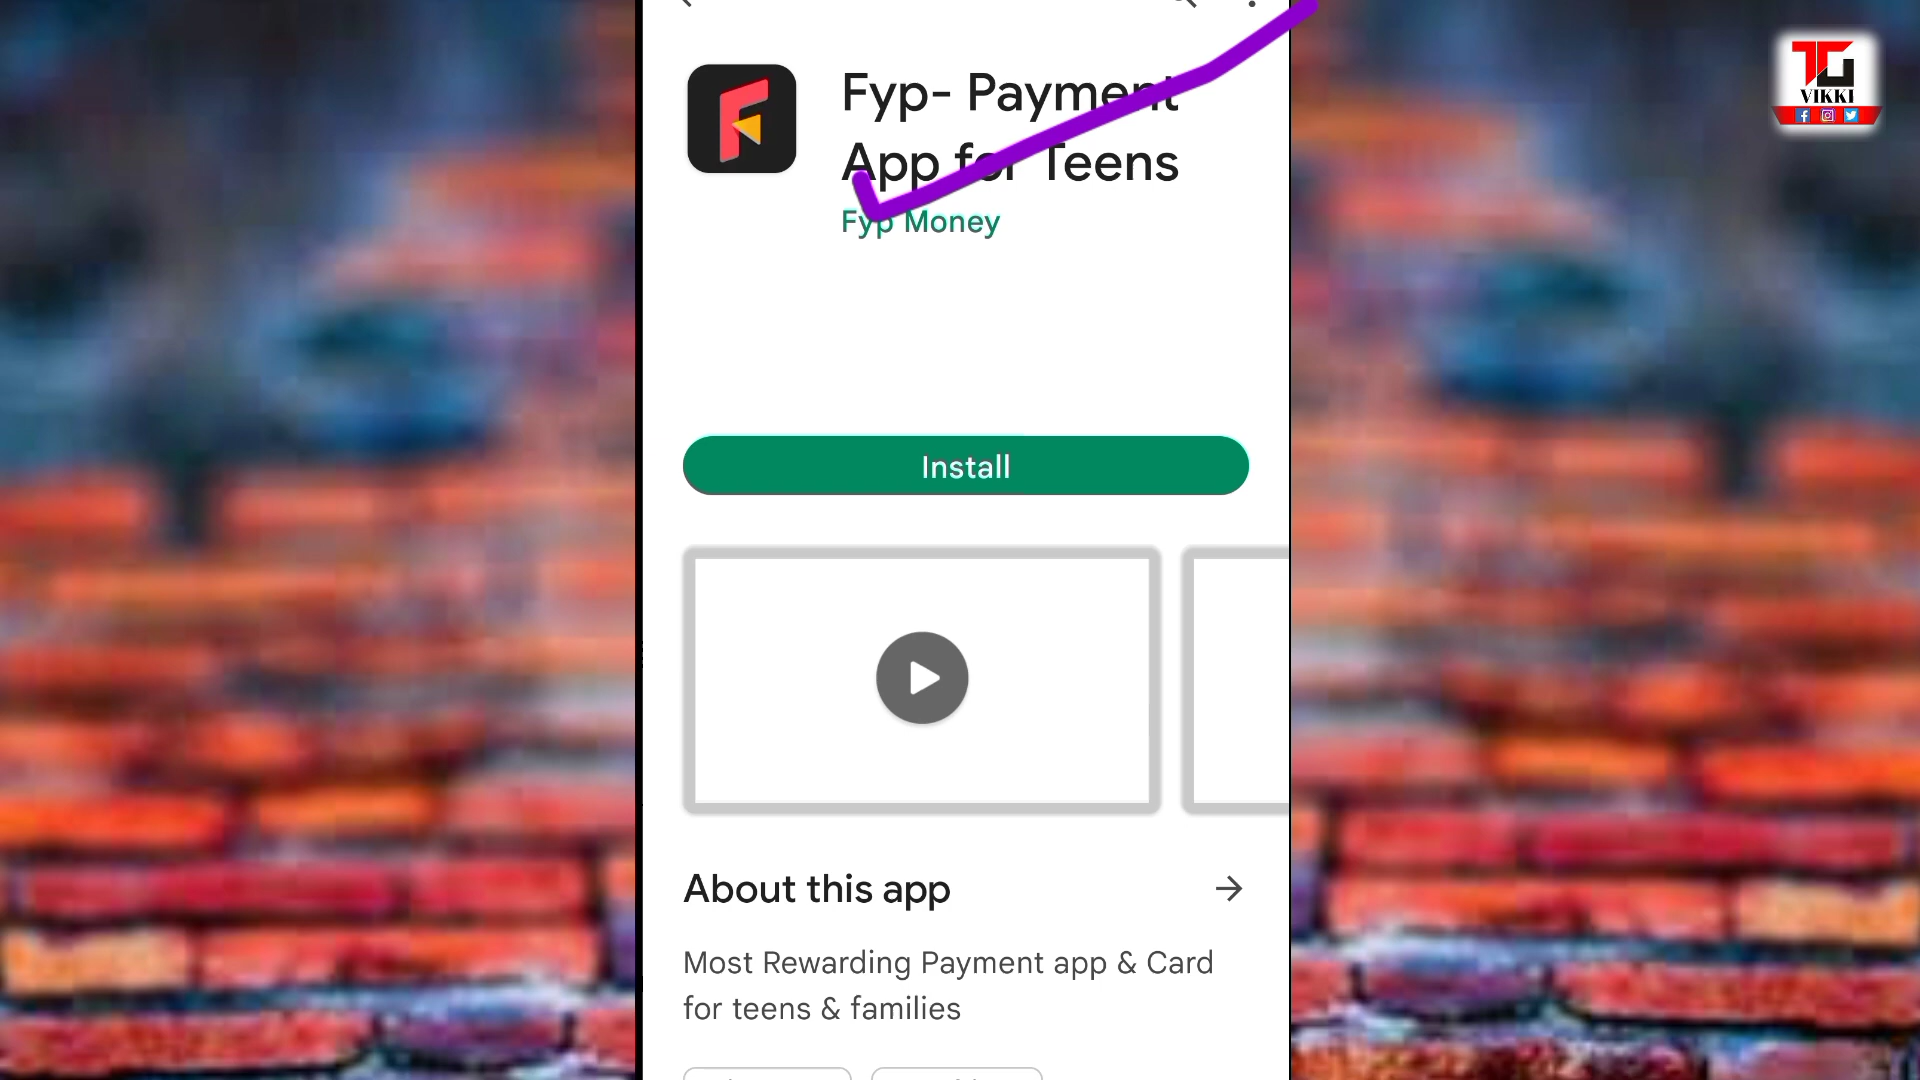 Fyp- Payment
App for Teens
Fyp Money
Install
About this app
Most Rewarding Payment app & Card
for teens & families
TG
VIKKI